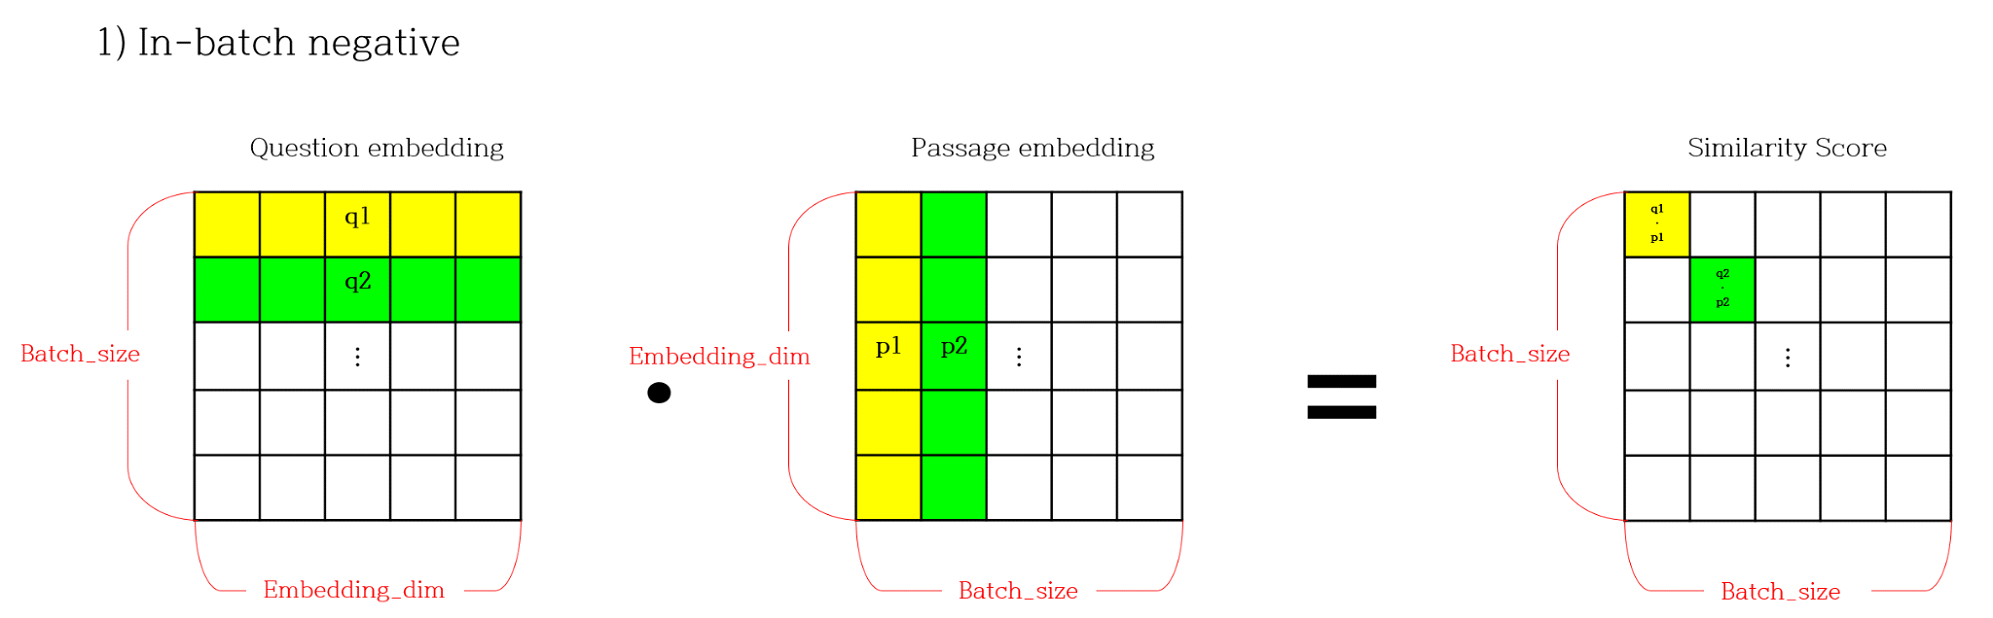 1) In-batch negative
Question embedding
Passage embedding
Similarity Score
q1
q2
⋮
Batch_size
Embedding_dim
•
p1
p2
⋮
Embedding_dim
Batch_size
=
q1
·
p1
q2
·
p2
⋮
Batch_size
Batch_size